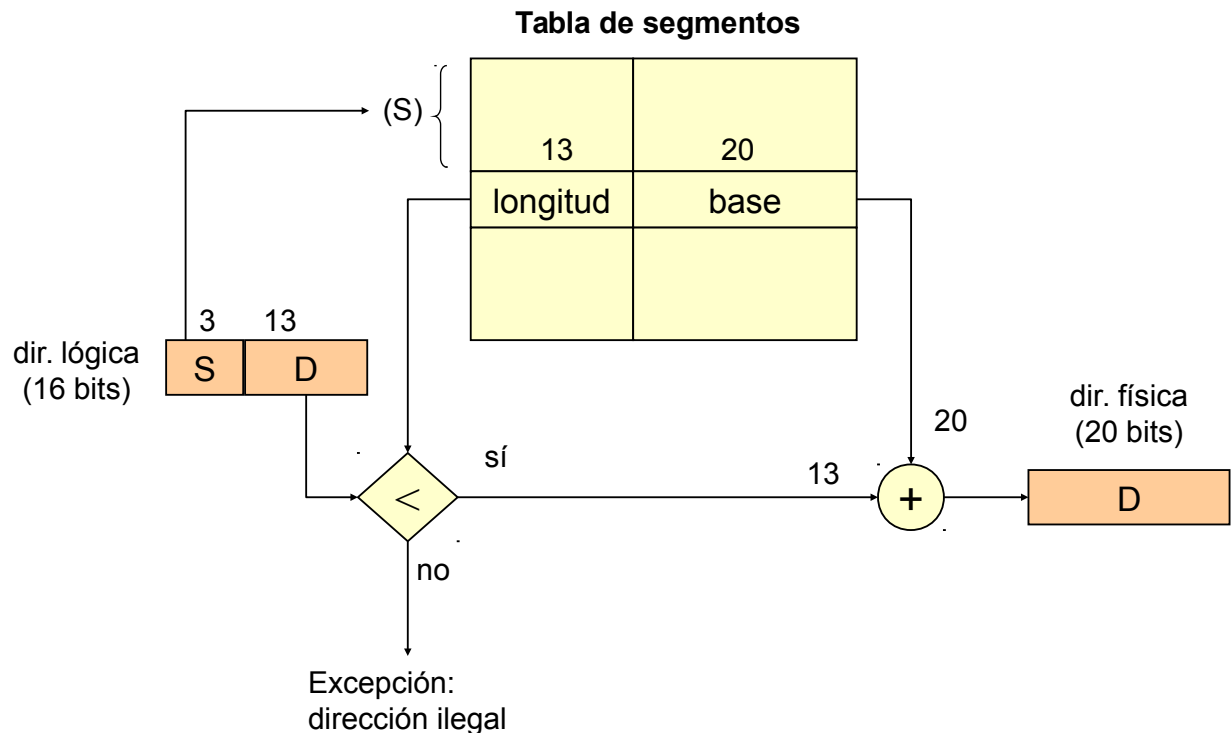 Tabla de segmentos
(S)
13 20
longitud base
3 13
dir. lógica
(16 bits)
S D
dir. física
(20 bits)
20
sí
13
<
+
D
no
Excepción:
dirección ilegal